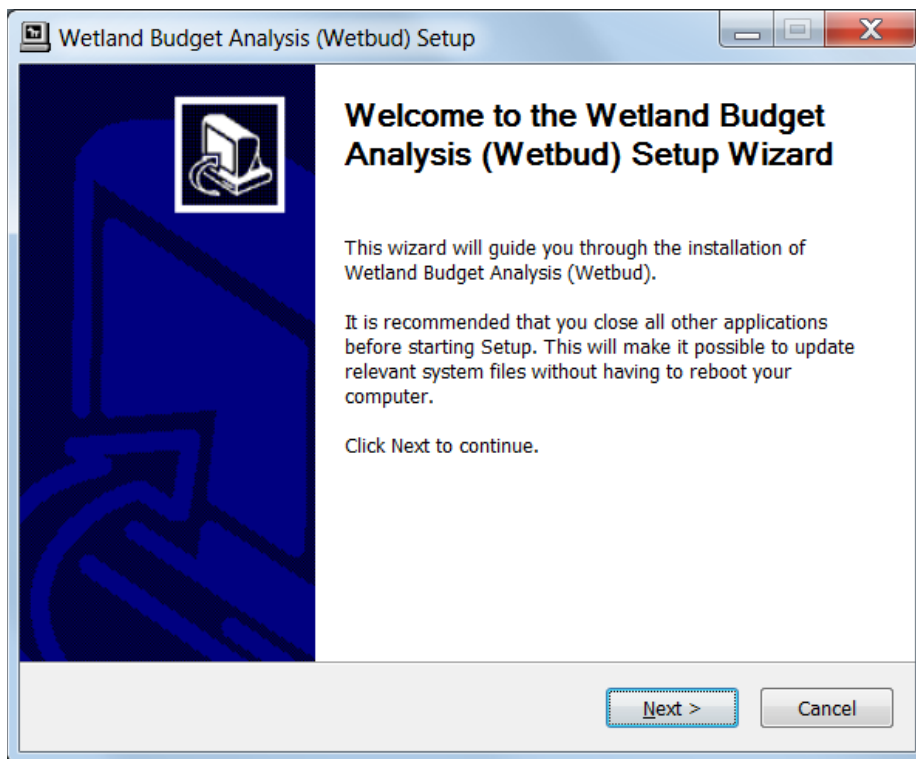 Wetland Budget Analysis (Wetbud) Setup
Welcome to the Wetland Budget
Analysis (Wetbud) Setup Wizard
This wizard will guide you through the installation of
Wetland Budget Analysis (Wetbud).
It is recommended that you close all other applications
before starting Setup. This will make it possible to update
relevant system files without having to reboot your
computer.
Click Next to continue.
Next >
Cancel